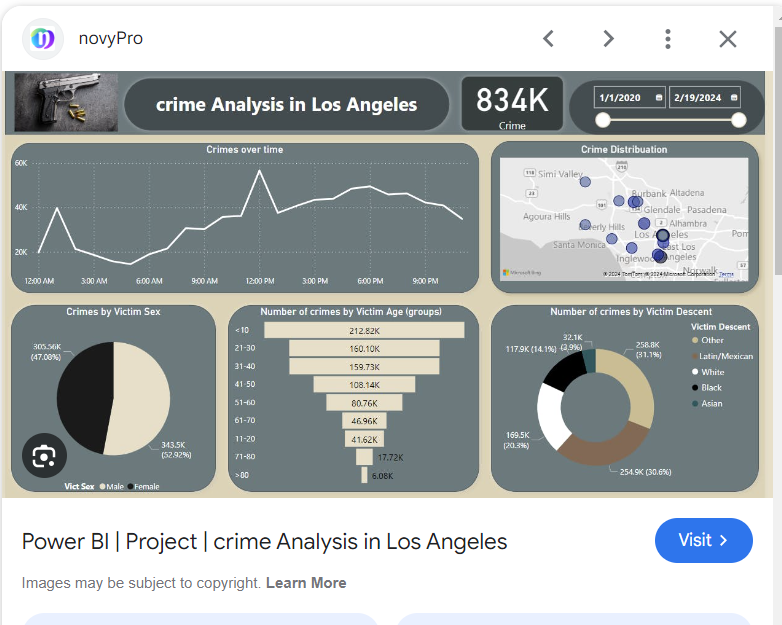 novyPro
crime Analysis in Los Angeles
834K
Crime
1/1/2020
2/19/2024
Crimes over time
60K
40K
20K
12:00 AM 3:00 AM 6:00 AM 9:00 AM 12:00 PM 3:00 PM 6:00 PM 9:00 PM
Crime Distribuation
118
Simi Valley
210
23
101
Burbank Altadena
Glendale Pasadena
Agoura Hills
Beverly Hills
2
Alhambra
Los Angeles
Pom
Santa Monica
East Los
Angeles
Inglewood
Norwalk
57
Microsoft Bing
© 2024 TomTom, © 2024 Microsoft Corporation Terms
Crimes by Victim Sex
305.56K
(47.08%)
343.5K
(52.92%)
Vict Sex Male Female
Number of crimes by Victim Age (groups)
<10 212.82K
21-30 160.10K
31-40 159.73K
41-50 108.14K
51-60 80.76K
61-70 46.96K
11-20 41.62K
71-80 17.72K
>80 6.08K
Number of crimes by Victim Descent
32.1K
(3.9%)
117.9K (14.1%)
258.8K
(31.1%)
169.5K
(20.3%)
254.9K (30.6%)
Victim Descent
Other
Latin/Mexican
White
Black
Asian
Power BI | Project | crime Analysis in Los Angeles
Visit
Images may be subject to copyright. Learn More